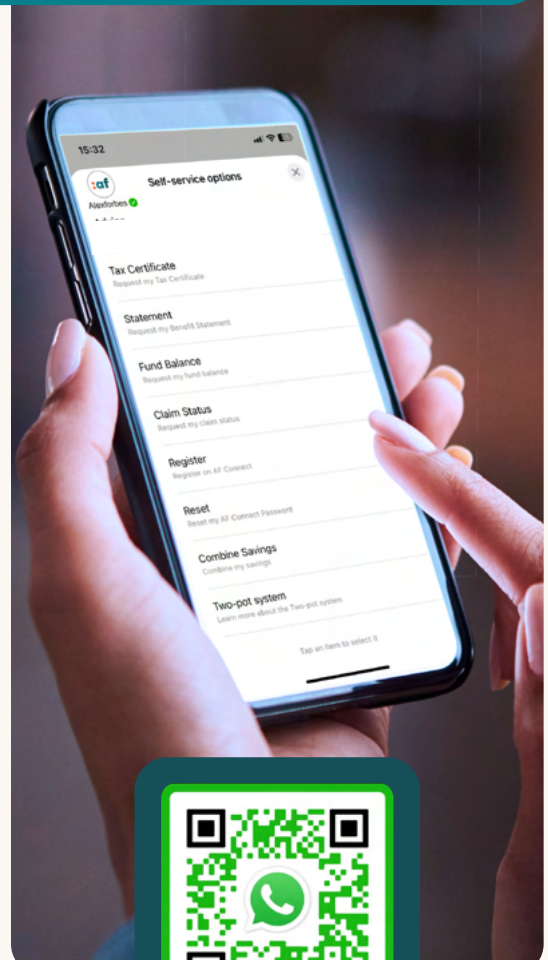 15:32
:af
Self-service options
Alexforbes
Tax Certificate
Request my Tax Certificate
Statement
Request my Benefit Statement
Fund Balance
Request my fund balance
Claim Status
Request my claim status
Register
Register on AF Connect
Reset
Reset my AF Connect Password
Combine Savings
Combine my savings
Two-pot system
Learn more about the Two-pot system
Tap an item to select it